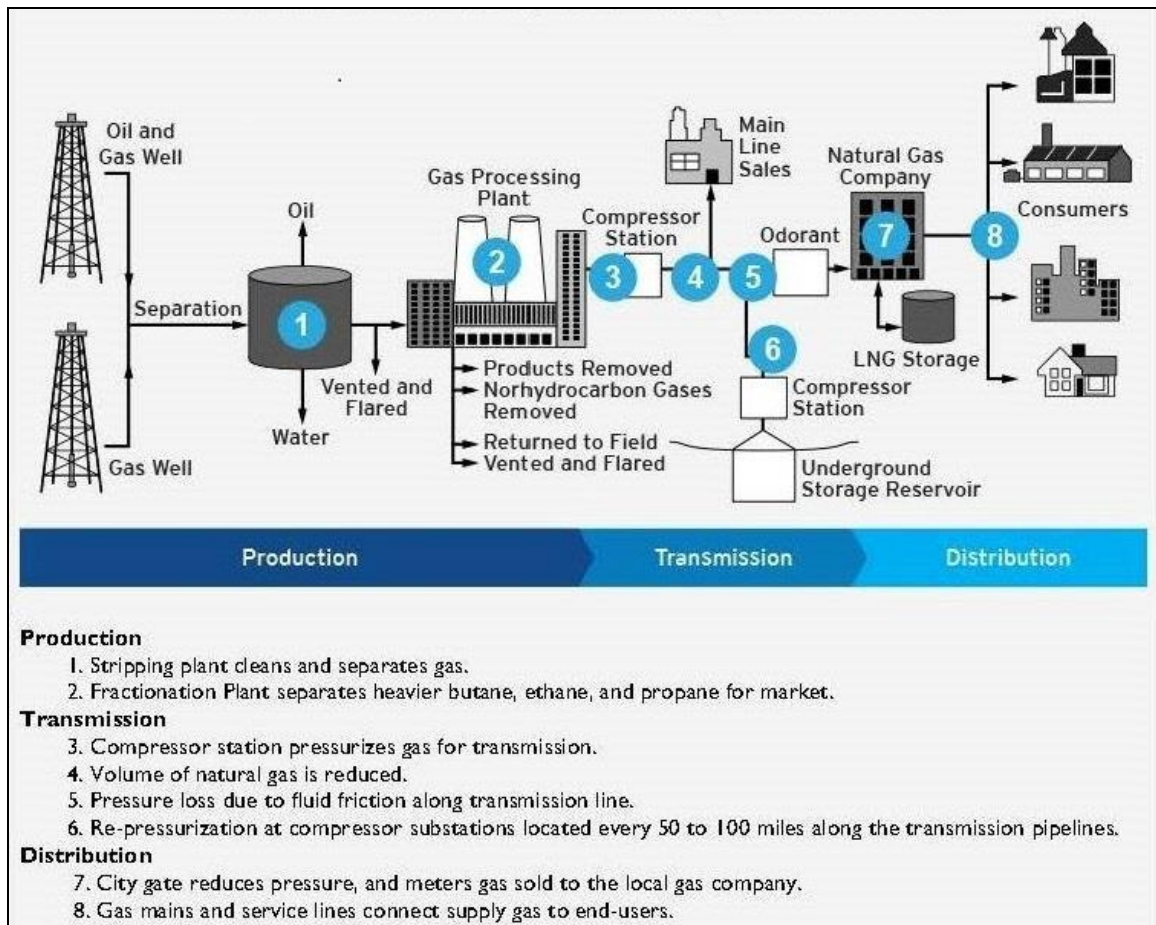 Oil and
Gas Well
Gas Well
Separation
Oil
1
Water
Vented and
Flared
Gas Processing
Plant
2
Products Removed
Norhydrocarbon Gases
Removed
Returned to Field
Vented and Flared
Compressor
Station
3
4
Main
Line
Sales
5
Odorant
6
Compressor
Station
Underground
Storage Reservoir
Natural Gas
Company
7
LNG Storage
8
Consumers
Production
Transmission
Distribution
Production
1. Stripping plant cleans and separates gas.
2. Fractionation Plant separates heavier butane, ethane, and propane for market.
Transmission
3. Compressor station pressurizes gas for transmission.
4. Volume of natural gas is reduced.
5. Pressure loss due to fluid friction along transmission line.
6. Re-pressurization at compressor substations located every 50 to 100 miles along the transmission pipelines.
Distribution
7. City gate reduces pressure, and meters gas sold to the local gas company.
8. Gas mains and service lines connect supply gas to end-users.